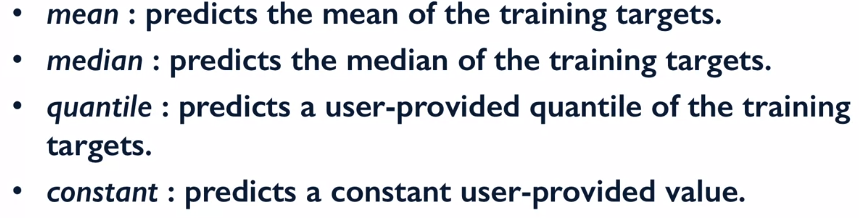 • mean : predicts the mean of the training targets.
• median : predicts the median of the training targets.
• quantile : predicts a user-provided quantile of the training
targets.
• constant : predicts a constant user-provided value.